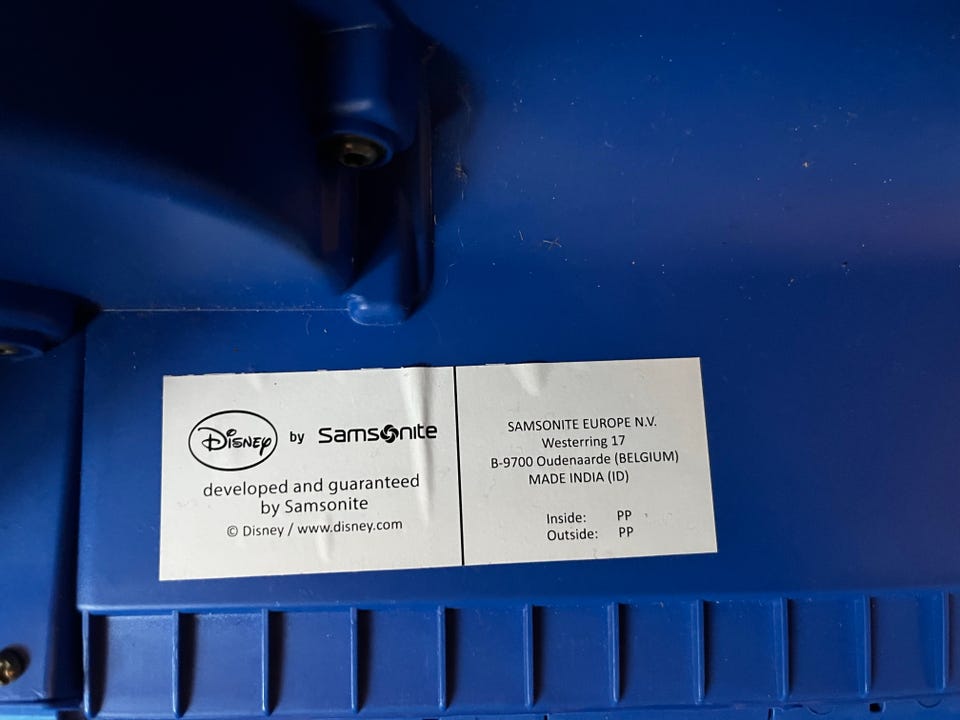 Disney by Samsonite
developed and guaranteed
by Samsonite
© Disney / www.disney.com
SAMSONITE EUROPE N.V.
Westerring 17
B-9700 Oudenaarde (BELGIUM)
MADE INDIA (ID)
Inside: PP
Outside: PP